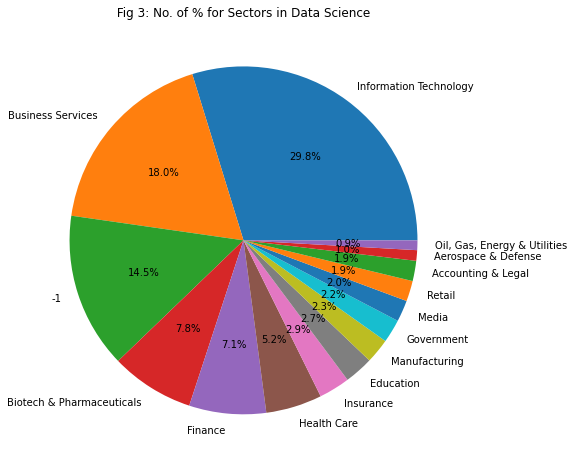 Fig 3: No. of % for Sectors in Data Science
Information Technology
29.8%
Business Services
18.0%
-1
14.5%
Biotech & Pharmaceuticals
7.8%
Finance
7.1%
Health Care
5.2%
Insurance
2.9%
Education
2.7%
Manufacturing
2.3%
Government
2.2%
Media
2.0%
Retail
1.9%
Accounting & Legal
1.9%
Aerospace & Defense
1.0%
Oil, Gas, Energy & Utilities
0.9%